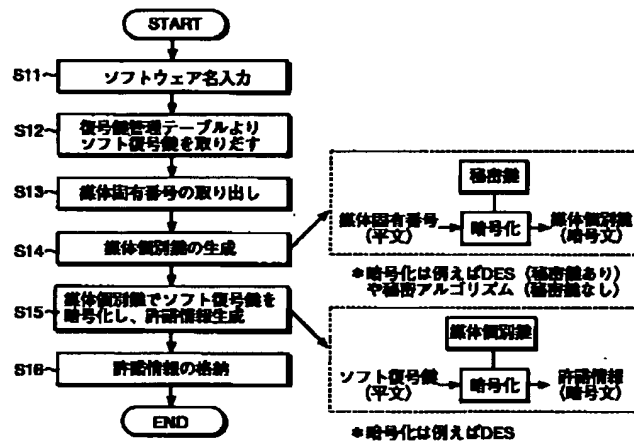 START
S11
ソフトウェア名入力
S12
復号鍵管理テーブルより
ソフト復号鍵を取りだす
S13
媒体固有番号の取り出し
S14
媒体個別鍵の生成
S15
媒体個別鍵でソフト復号鍵を
暗号化し、許諾情報生成
S16
許諾情報の格納
END
秘密鍵
媒体固有番号
(平文)
暗号化
媒体個別鍵
(暗号文)
*暗号化は例えばDES(秘密鍵あり)
や秘密アルゴリズム(秘密鍵なし)
媒体個別鍵
ソフト復号鍵
(平文)
暗号化
許諾情報
(暗号文)
*暗号化は例えばDES